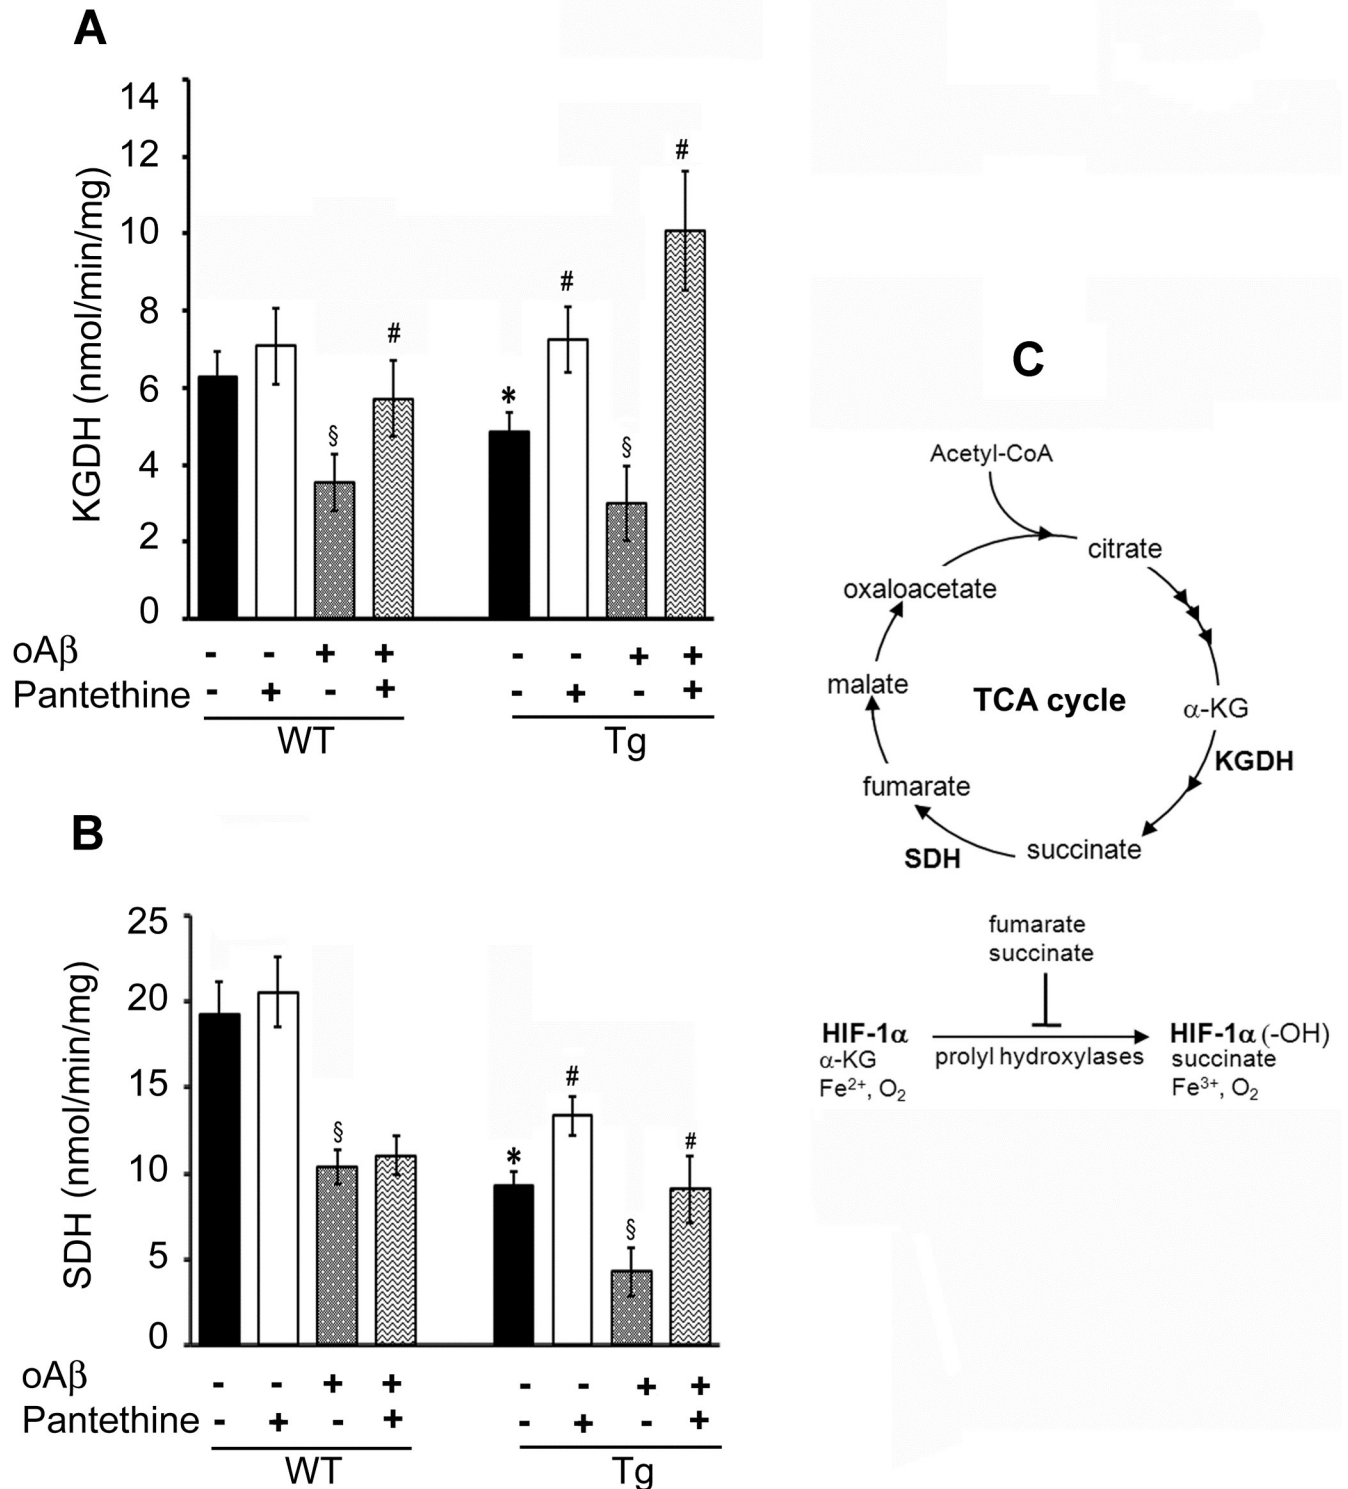 A
KGDH (nmol/min/mg)
14
12
10
8
6
4
2
0
* # § # § # #
oAβ - - + + - - + +
Pantethine - + - + - + - +
WT Tg
B
SDH (nmol/min/mg)
25
20
15
10
5
0
§ * # § #
oAβ - - + + - - + +
Pantethine - + - + - + - +
WT Tg
C
Acetyl-CoA
citrate
oxaloacetate
malate
TCA cycle
α-KG
KGDH
fumarate
SDH
succinate
fumarate
succinate
HIF-1α
α-KG
Fe²⁺, O₂
prolyl hydroxylases
HIF-1α (-OH)
succinate
Fe³⁺, O₂